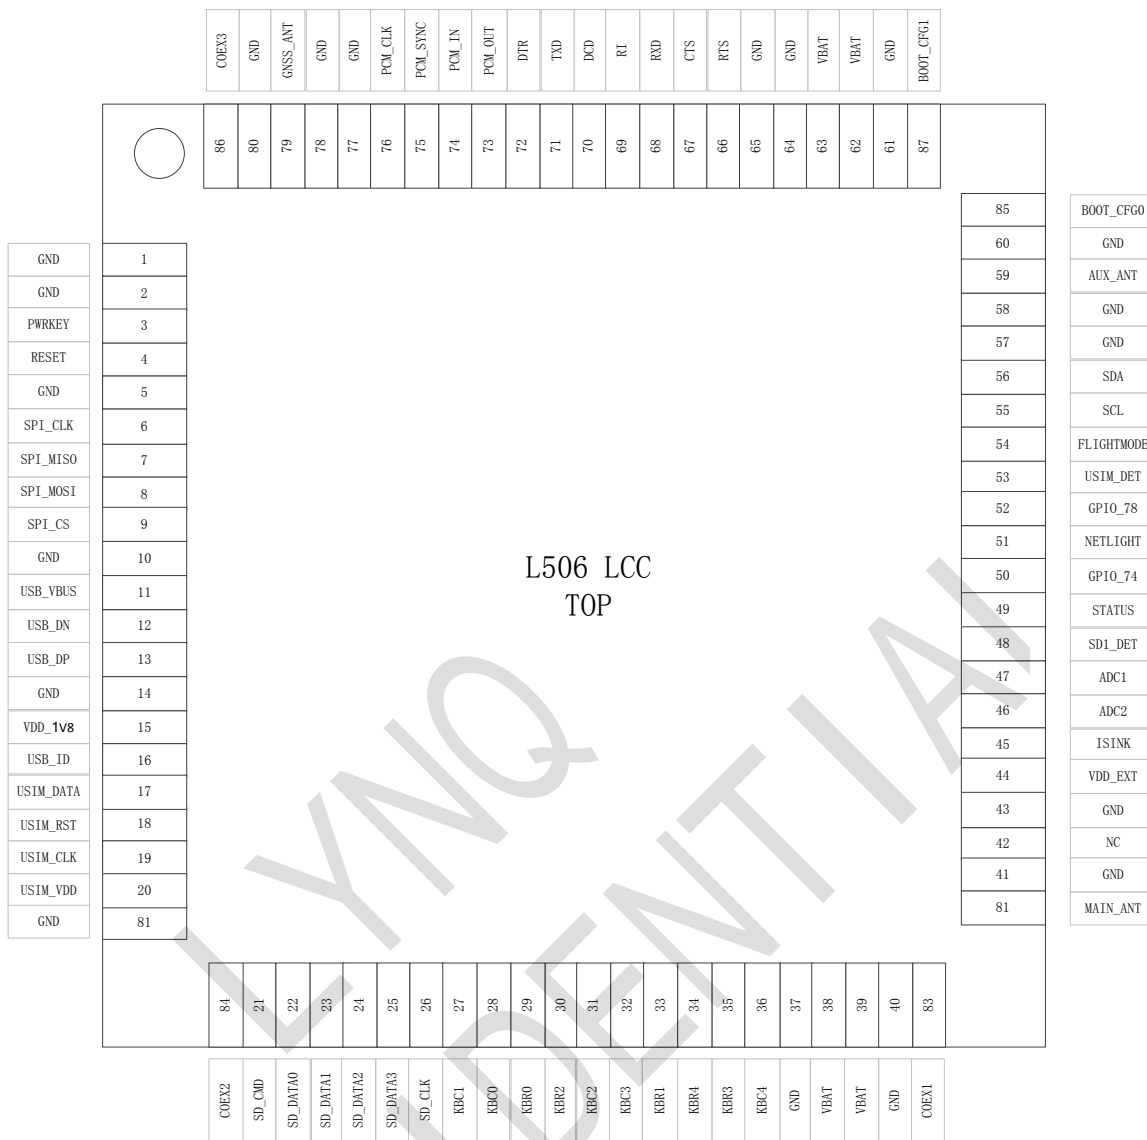 COEX3 GND GNSS_ANT GND GND PCM_CLK PCM_SYNC PCM_IN PCM_OUT DTR TXD DCD RI RXD CTS RTS GND GND VBAT VBAT GND BOOT_CFG1
86 80 79 78 77 76 75 74 73 72 71 70 69 68 67 66 65 64 63 62 61 87
GND 1
GND 2
PWRKEY 3
RESET 4
GND 5
SPI_CLK 6
SPI_MISO 7
SPI_MOSI 8
SPI_CS 9
GND 10
USB_VBUS 11
USB_DN 12
USB_DP 13
GND 14
VDD_1V8 15
USB_ID 16
USIM_DATA 17
USIM_RST 18
USIM_CLK 19
USIM_VDD 20
GND 81
L506 LCC
TOP
85 BOOT_CFG0
60 GND
59 AUX_ANT
58 GND
57 GND
56 SDA
55 SCL
54 FLIGHTMODE
53 USIM_DET
52 GPIO_78
51 NETLIGHT
50 GPIO_74
49 STATUS
48 SD1_DET
47 ADC1
46 ADC2
45 ISINK
44 VDD_EXT
43 GND
42 NC
41 GND
81 MAIN_ANT
84 21 22 23 24 25 26 27 28 29 30 31 32 33 34 35 36 37 38 39 40 83
COEX2 SD_CMD SD_DATA0 SD_DATA1 SD_DATA2 SD_DATA3 SD_CLK KBC1 KBC0 KBR0 KBR2 KBC2 KBC3 KBR1 KBR4 KBR3 KBC4 GND VBAT VBAT GND COEX1
LYNQ
IDENTIAL